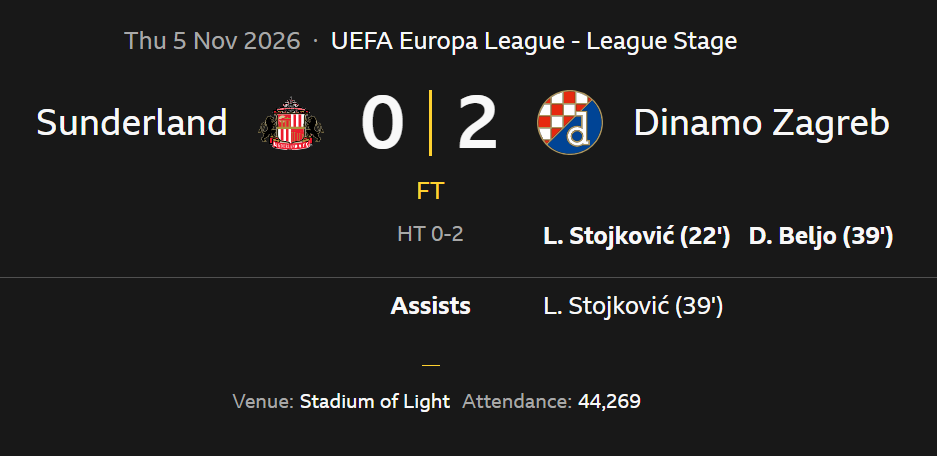 Thu 5 Nov 2026 · UEFA Europa League - League Stage
Sunderland 0 2 Dinamo Zagreb
FT
HT 0-2 L. Stojković (22') D. Beljo (39')
Assists L. Stojković (39')
Venue: Stadium of Light Attendance: 44,269